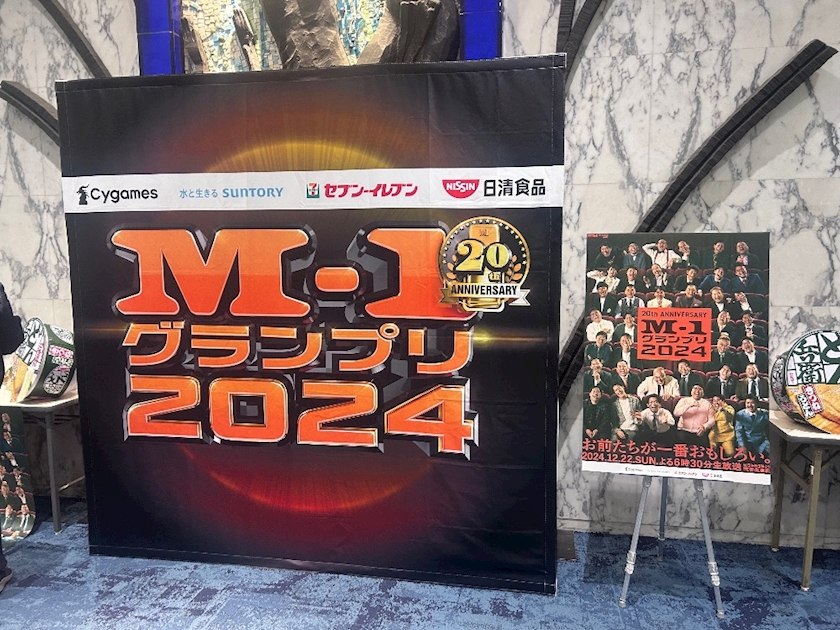 Cygames
水と生きる SUNTORY
セブン-イレブン
NISSIN 日清食品
M-1
グランプリ
2024
20th
ANNIVERSARY
20th ANNIVERSARY
M-1
グランプリ
2024
お前たちが一番おもしろい。
2024.12.22.SUN.よる6時30分生放送
兵衛
ど